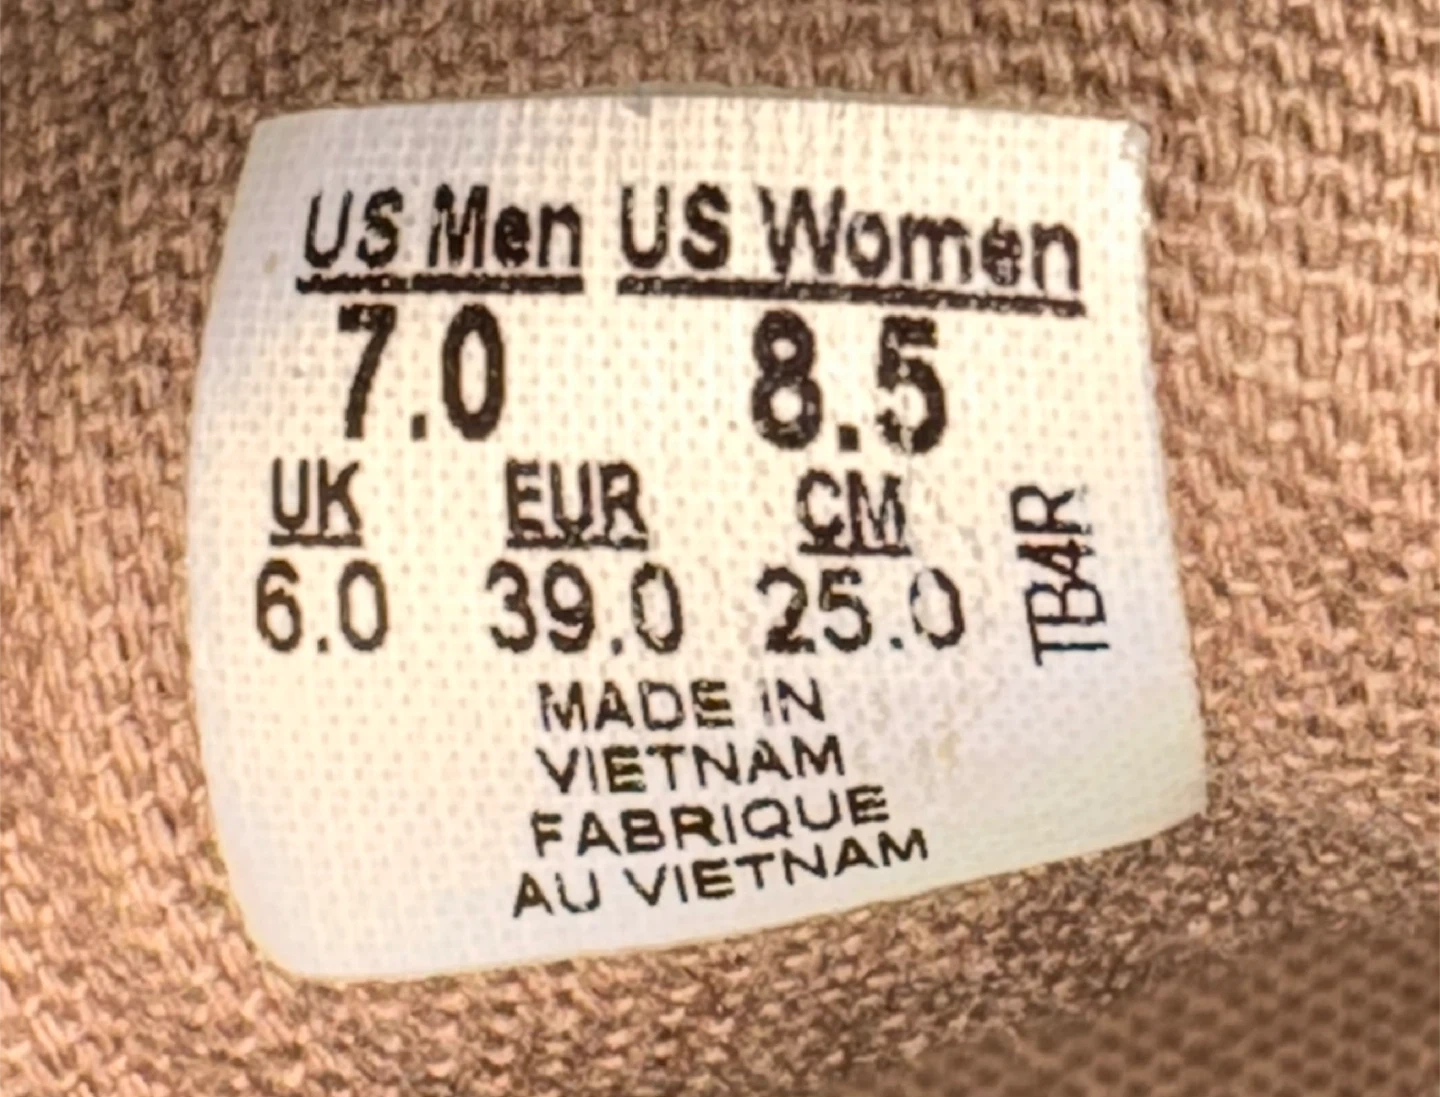 US Men US Women
7.0 8.5
UK EUR CM
6.0 39.0 25.0
TB4R
MADE IN
VIETNAM
FABRIQUE
AU VIETNAM